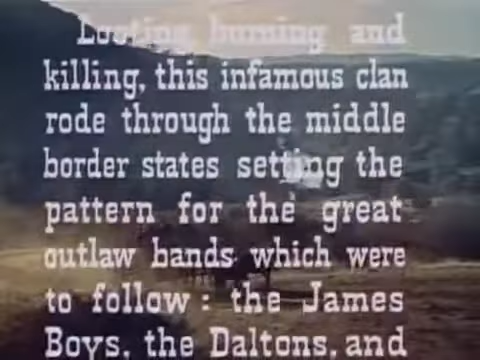 Looting, burning and
killing, this infamous clan
rode through the middle
border states setting the
pattern for the great
outlaw bands which were
to follow: the James
Boys, the Daltons, and